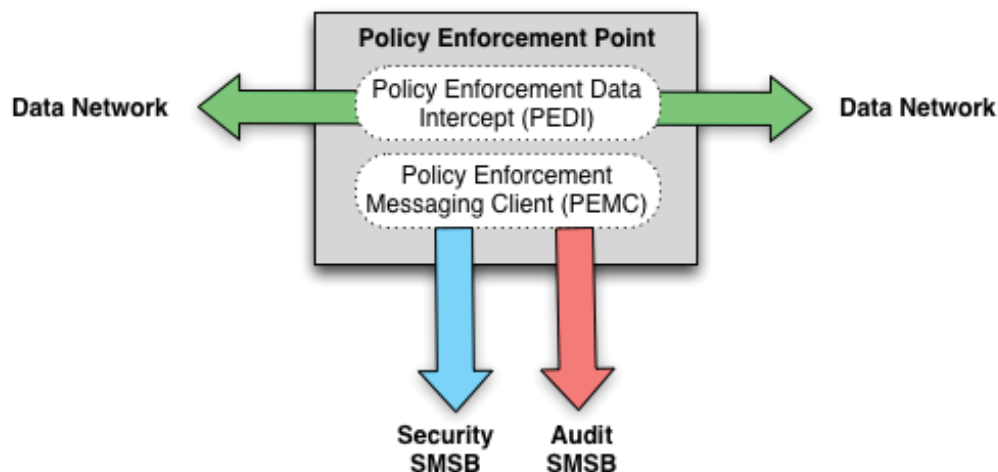 Policy Enforcement Point
Policy Enforcement Data
Intercept (PEDI)
Data Network
Data Network
Policy Enforcement
Messaging Client (PEMC)
Security
SMSB
Audit
SMSB